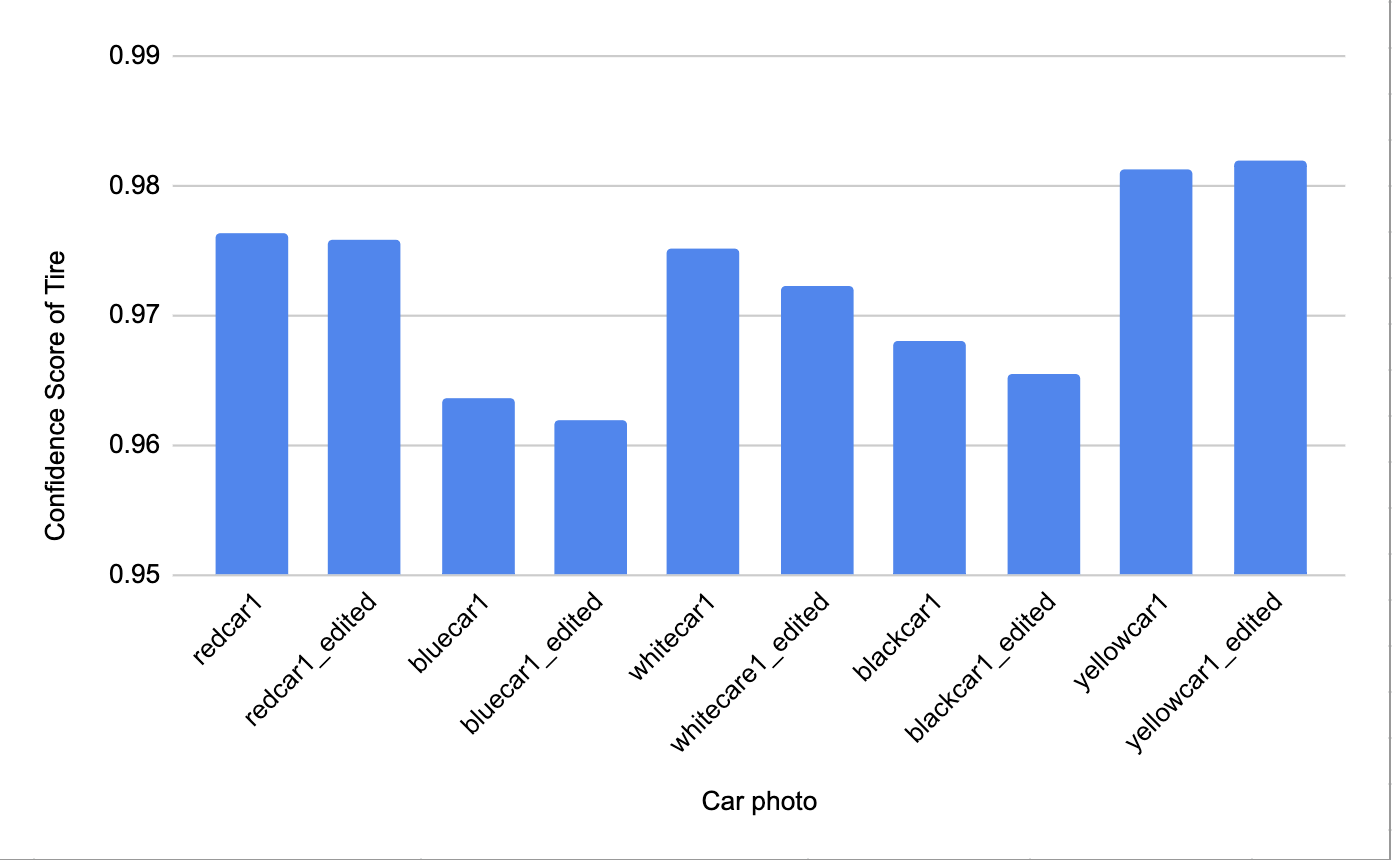 0.99
0.98
0.97
0.96
0.95
Confidence Score of Tire
redcar1
redcar1_edited
bluecar1
bluecar1_edited
whitecar1
whitecare1_edited
blackcar1
blackcar1_edited
yellowcar1
yellowcar1_edited
Car photo